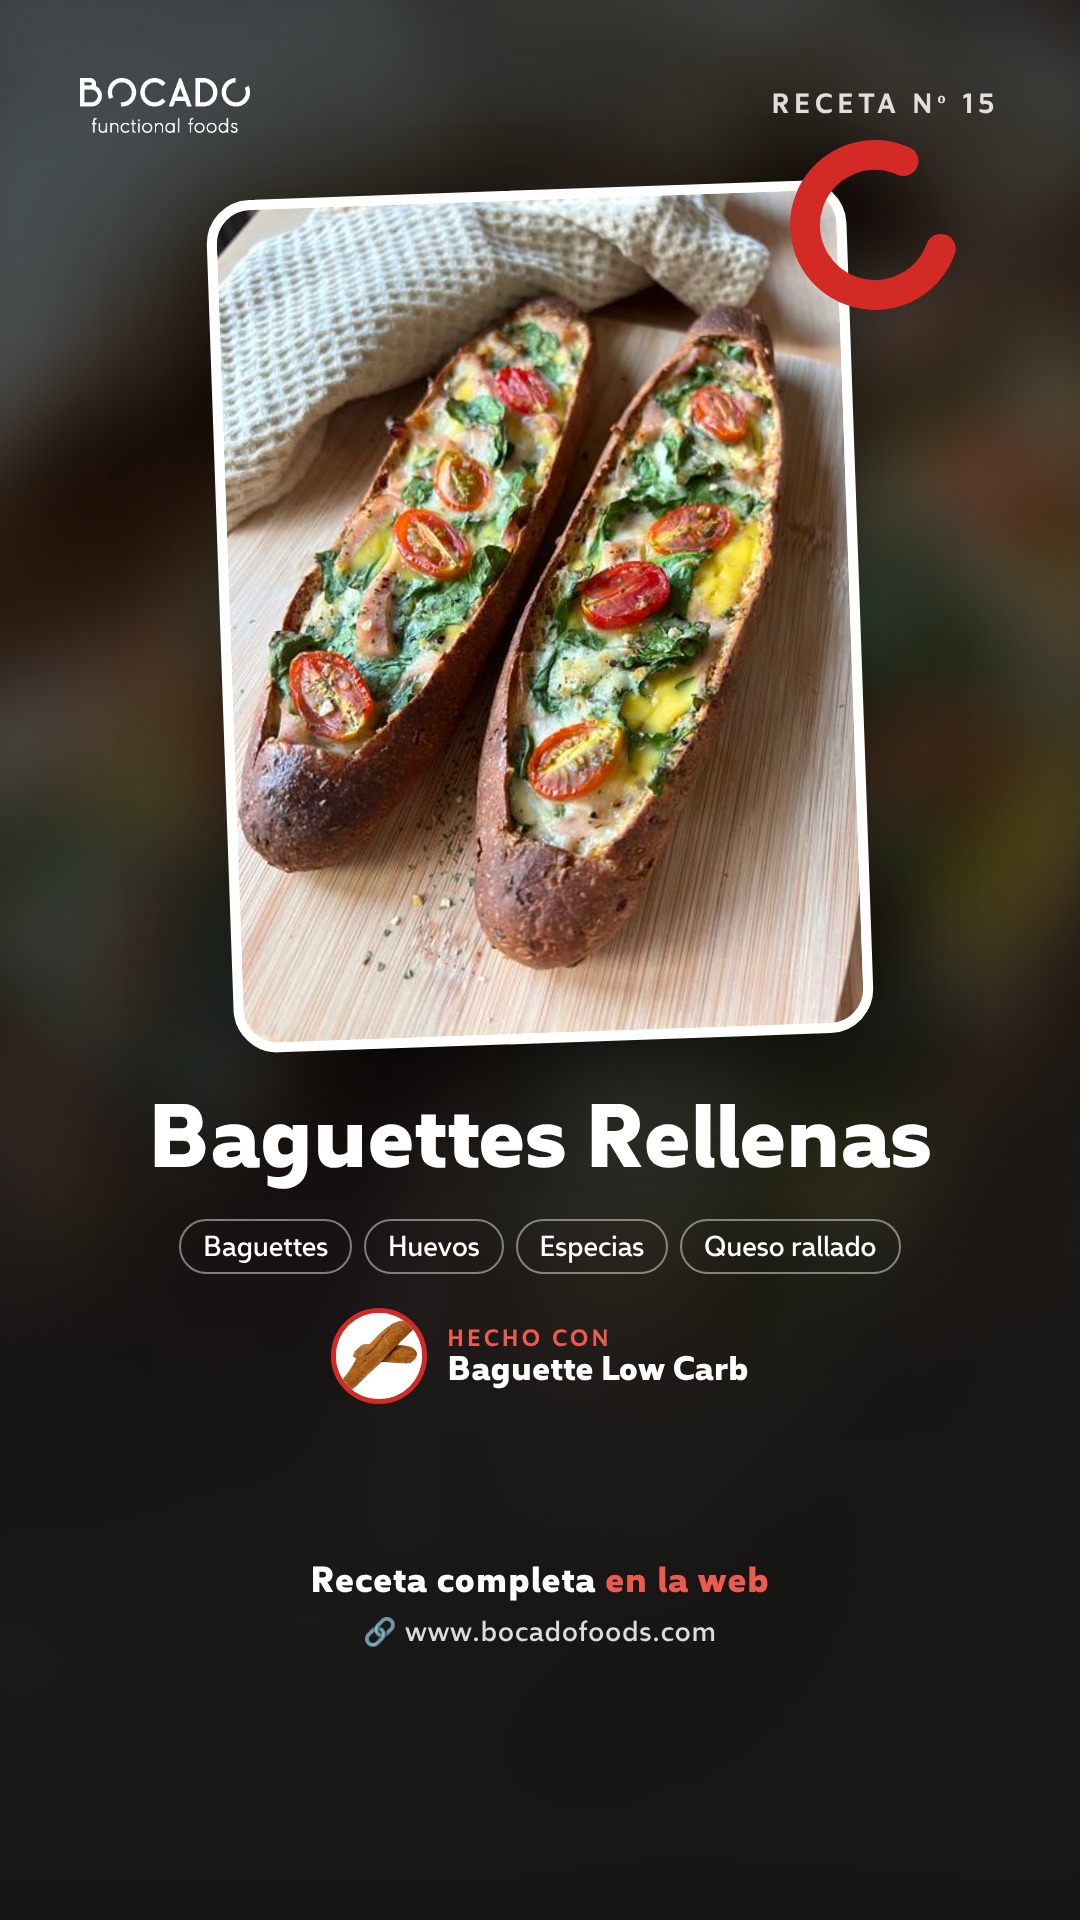 BOCADO
functional foods
RECETA Nº 15
Baguettes Rellenas
Baguettes
Huevos
Especias
Queso rallado
HECHO CON
Baguette Low Carb
Receta completa en la web
www.bocadofoods.com